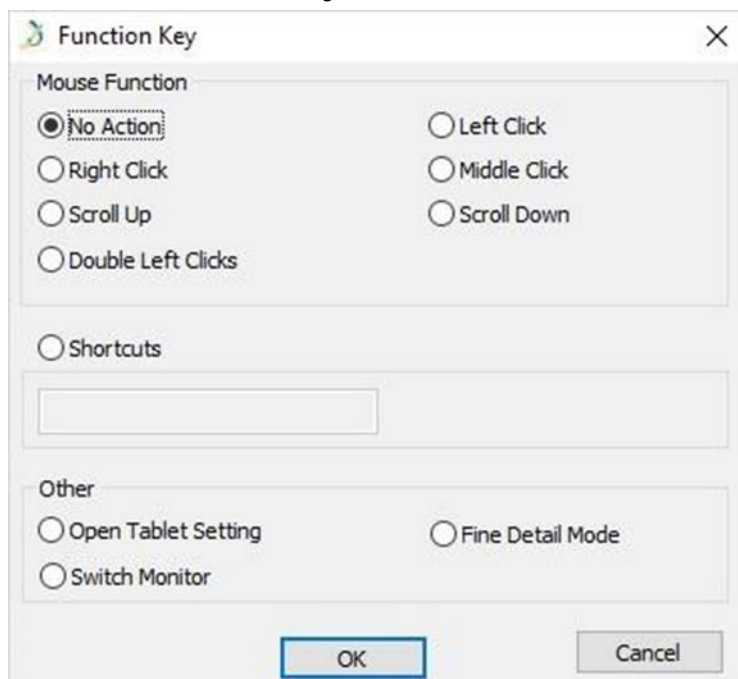 Function Key
Mouse Function
No Action
Left Click
Right Click
Middle Click
Scroll Up
Scroll Down
Double Left Clicks
Shortcuts
Other
Open Tablet Setting
Fine Detail Mode
Switch Monitor
OK
Cancel